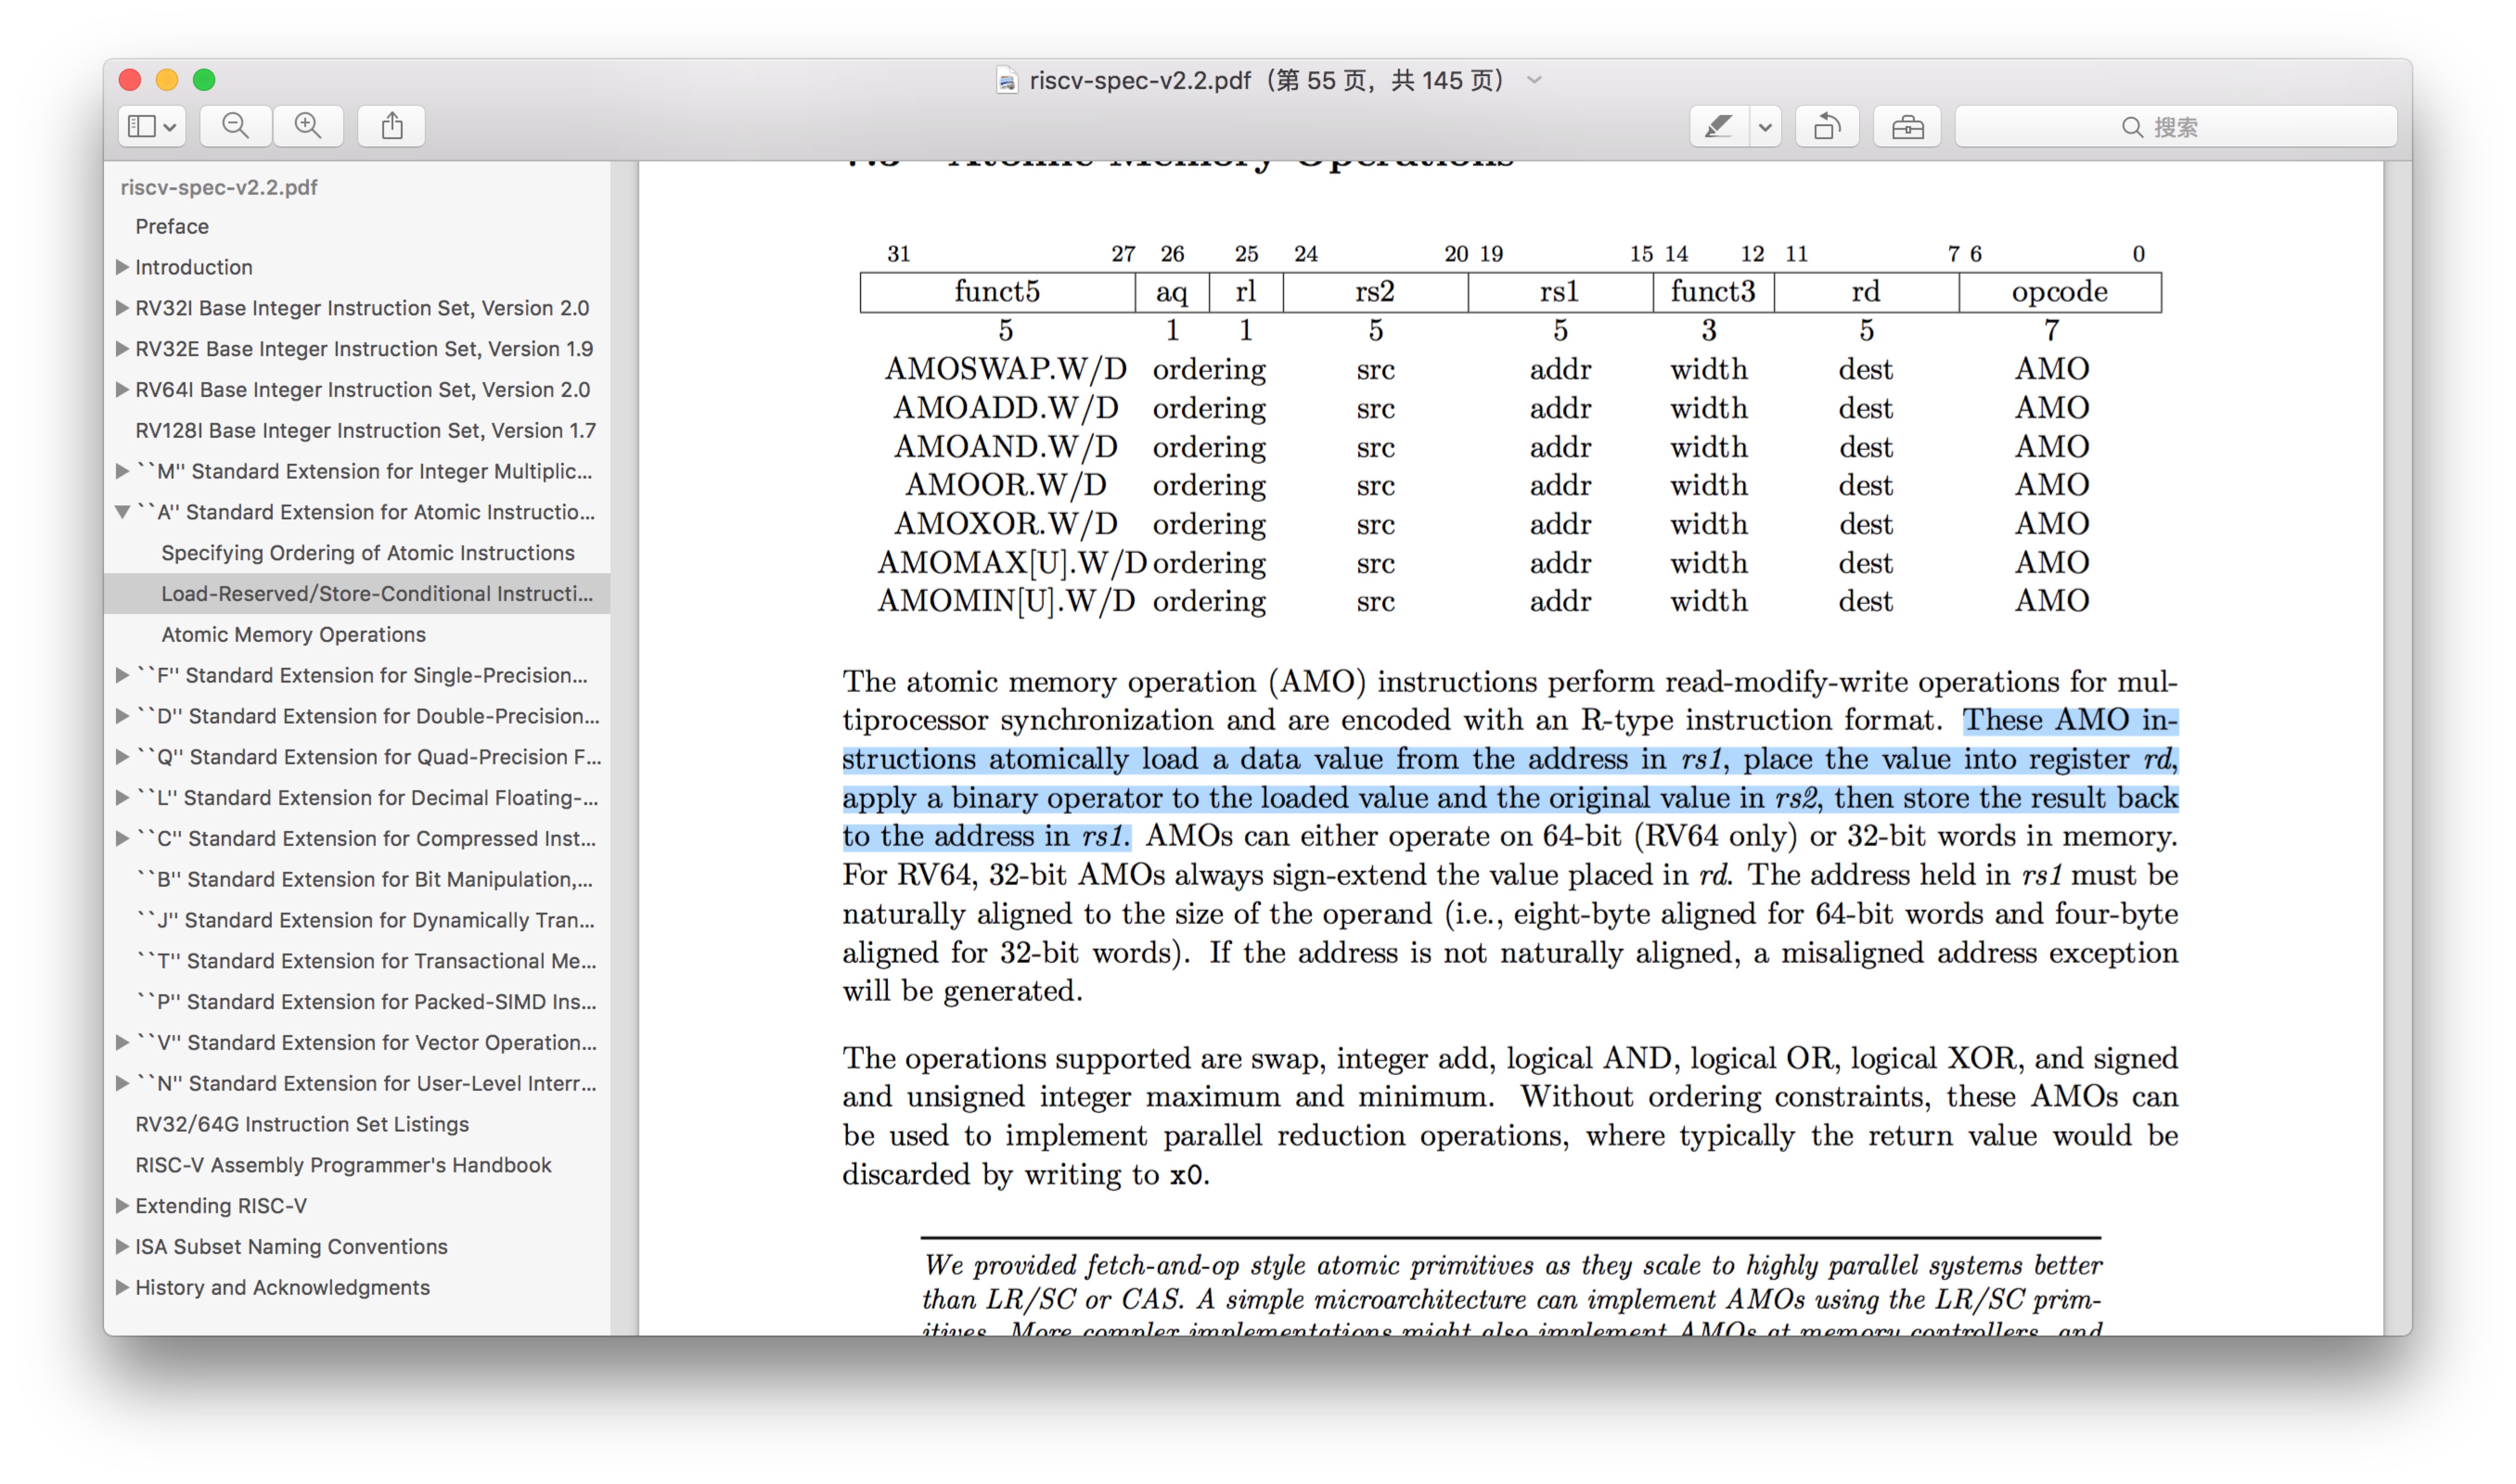 riscv-spec-v2.2.pdf（第 55 页，共 145 页）
搜索
riscv-spec-v2.2.pdf
Preface
Introduction
RV32I Base Integer Instruction Set, Version 2.0
RV32E Base Integer Instruction Set, Version 1.9
RV64I Base Integer Instruction Set, Version 2.0
RV128I Base Integer Instruction Set, Version 1.7
``M'' Standard Extension for Integer Multiplic...
``A'' Standard Extension for Atomic Instructio...
Specifying Ordering of Atomic Instructions
Load-Reserved/Store-Conditional Instructi...
Atomic Memory Operations
``F'' Standard Extension for Single-Precision...
``D'' Standard Extension for Double-Precision...
``Q'' Standard Extension for Quad-Precision F...
``L'' Standard Extension for Decimal Floating-...
``C'' Standard Extension for Compressed Inst...
``B'' Standard Extension for Bit Manipulation,...
``J'' Standard Extension for Dynamically Tran...
``T'' Standard Extension for Transactional Me...
``P'' Standard Extension for Packed-SIMD Ins...
``V'' Standard Extension for Vector Operation...
``N'' Standard Extension for User-Level Interr...
RV32/64G Instruction Set Listings
RISC-V Assembly Programmer's Handbook
Extending RISC-V
ISA Subset Naming Conventions
History and Acknowledgments
Atomic Memory Operations
31 27 26 25 24 20 19 15 14 12 11 7 6 0
funct5 aq rl rs2 rs1 funct3 rd opcode
5 1 1 5 5 3 5 7
AMOSWAP.W/D ordering src addr width dest AMO
AMOADD.W/D ordering src addr width dest AMO
AMOAND.W/D ordering src addr width dest AMO
AMOOR.W/D ordering src addr width dest AMO
AMOXOR.W/D ordering src addr width dest AMO
AMOMAX[U].W/D ordering src addr width dest AMO
AMOMIN[U].W/D ordering src addr width dest AMO
The atomic memory operation (AMO) instructions perform read-modify-write operations for mul-
tiprocessor synchronization and are encoded with an R-type instruction format. These AMO in-
structions atomically load a data value from the address in rs1, place the value into register rd,
apply a binary operator to the loaded value and the original value in rs2, then store the result back
to the address in rs1. AMOs can either operate on 64-bit (RV64 only) or 32-bit words in memory.
For RV64, 32-bit AMOs always sign-extend the value placed in rd. The address held in rs1 must be
naturally aligned to the size of the operand (i.e., eight-byte aligned for 64-bit words and four-byte
aligned for 32-bit words). If the address is not naturally aligned, a misaligned address exception
will be generated.
The operations supported are swap, integer add, logical AND, logical OR, logical XOR, and signed
and unsigned integer maximum and minimum. Without ordering constraints, these AMOs can
be used to implement parallel reduction operations, where typically the return value would be
discarded by writing to x0.
We provided fetch-and-op style atomic primitives as they scale to highly parallel systems better
than LR/SC or CAS. A simple microarchitecture can implement AMOs using the LR/SC prim-
itives. More complex implementations might also implement AMOs at memory controllers, and